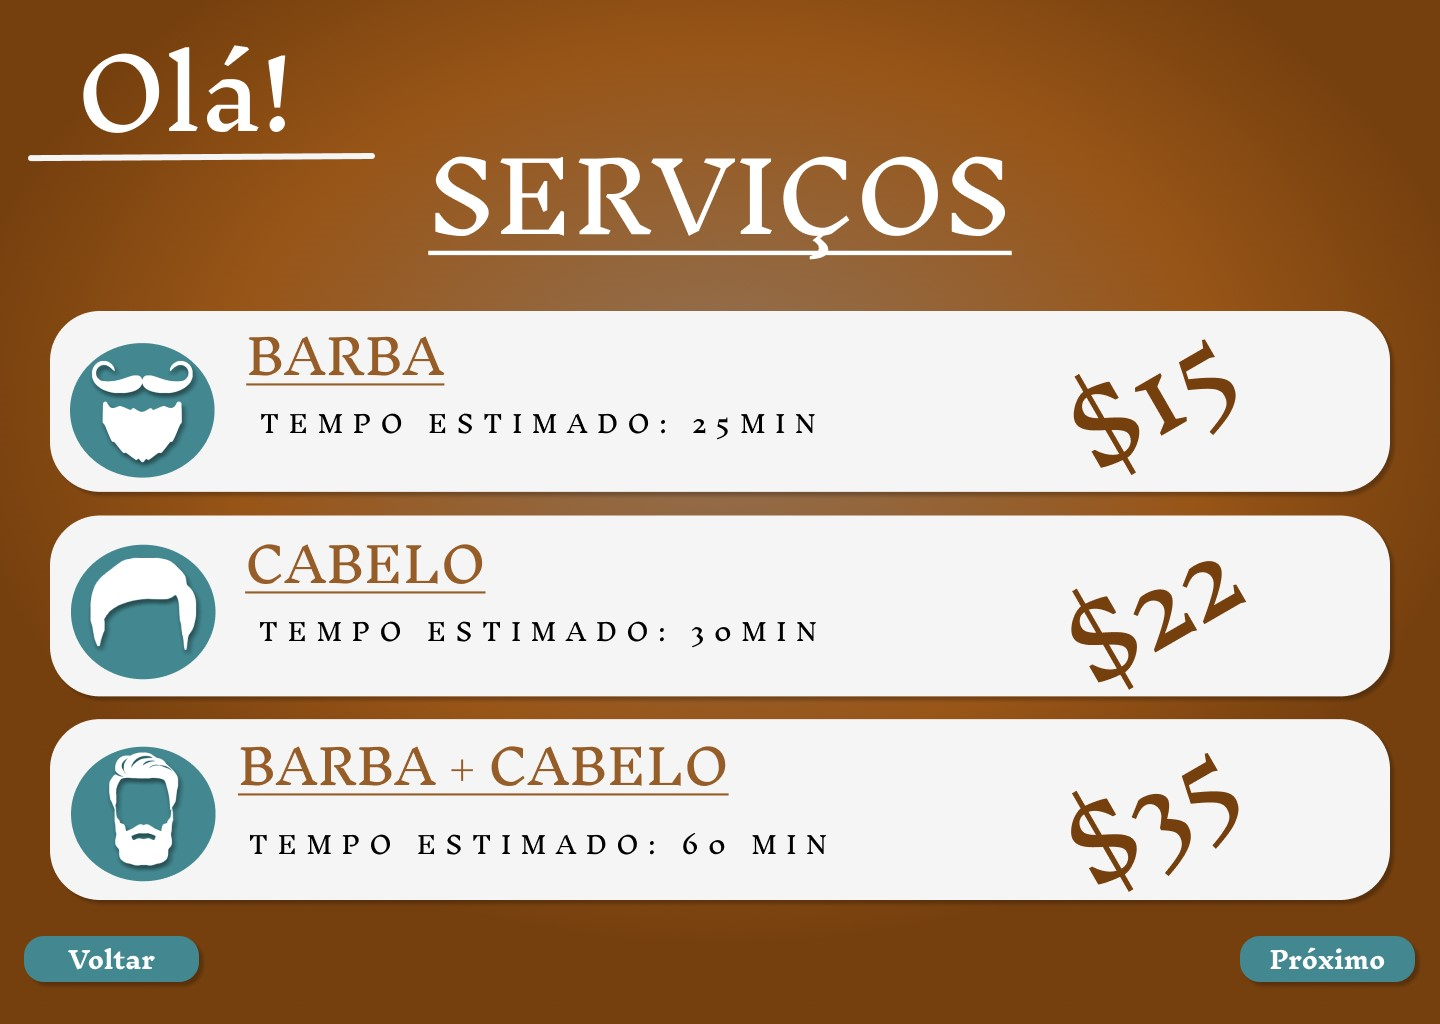 Olá!
SERVIÇOS
BARBA
TEMPO ESTIMADO: 25MIN
$15
CABELO
TEMPO ESTIMADO: 30MIN
$22
BARBA + CABELO
TEMPO ESTIMADO: 60 MIN
$35
Voltar
Próximo